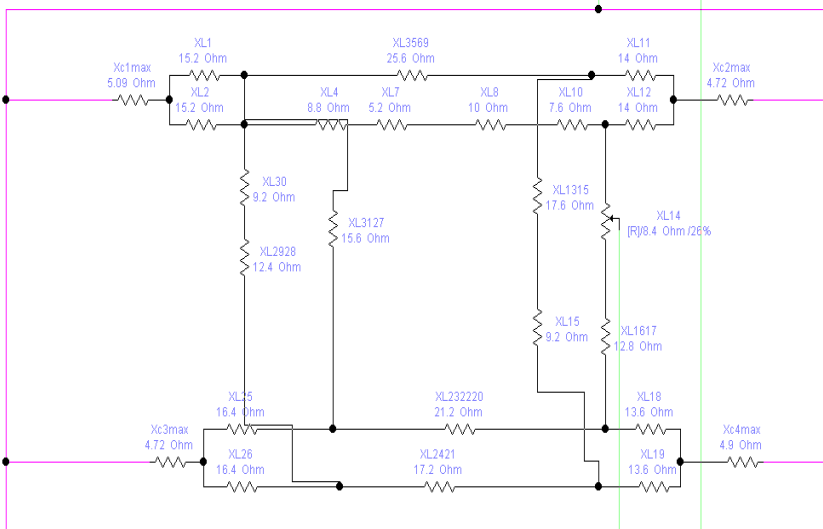 XL1
15.2 Ohm
XL3569
25.6 Ohm
XL11
14 Ohm
Xc1max
5.09 Ohm
Xc2max
4.72 Ohm
XL2
15.2 Ohm
XL4
8.8 Ohm
XL7
5.2 Ohm
XL8
10 Ohm
XL10
7.6 Ohm
XL12
14 Ohm
XL30
9.2 Ohm
XL1315
17.6 Ohm
XL3127
15.6 Ohm
XL14
[R]/8.4 Ohm /26%
XL2928
12.4 Ohm
XL15
9.2 Ohm
XL1617
12.8 Ohm
XL25
16.4 Ohm
XL232220
21.2 Ohm
XL18
13.6 Ohm
Xc3max
4.72 Ohm
Xc4max
4.9 Ohm
XL26
16.4 Ohm
XL2421
17.2 Ohm
XL19
13.6 Ohm